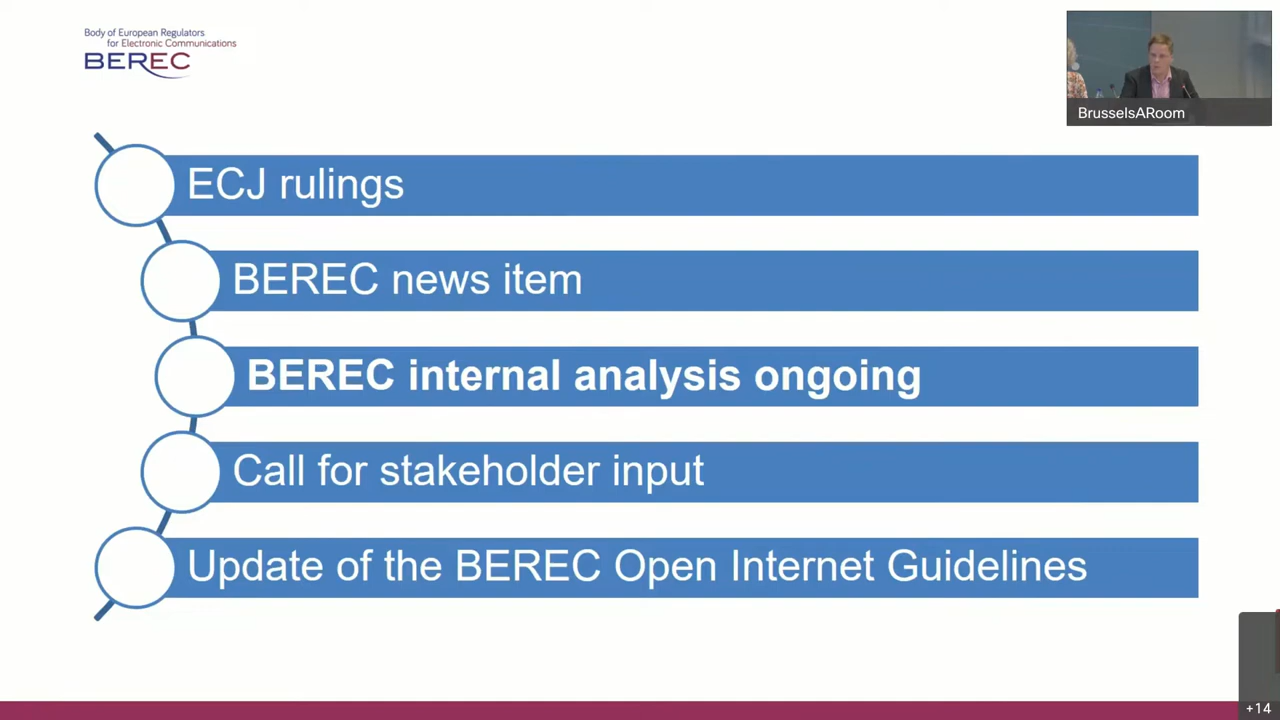 Body of European Regulators
for Electronic Communications
BEREC
BrusselsARoom
ECJ rulings
BEREC news item
BEREC internal analysis ongoing
Call for stakeholder input
Update of the BEREC Open Internet Guidelines
+14